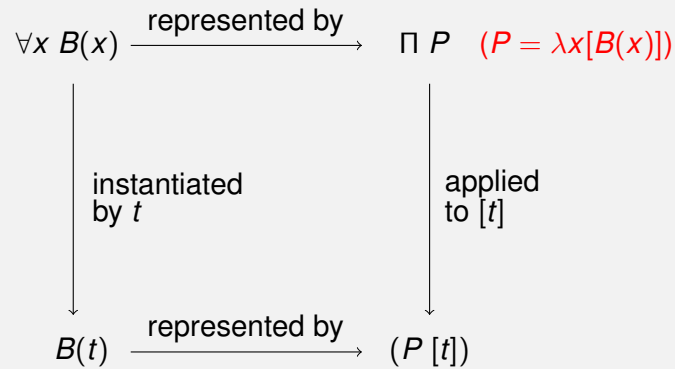 represented by
∀x B(x) Π P (P = λx[B(x)])
instantiated
by t
applied
to [t]
represented by
B(t) (P [t])